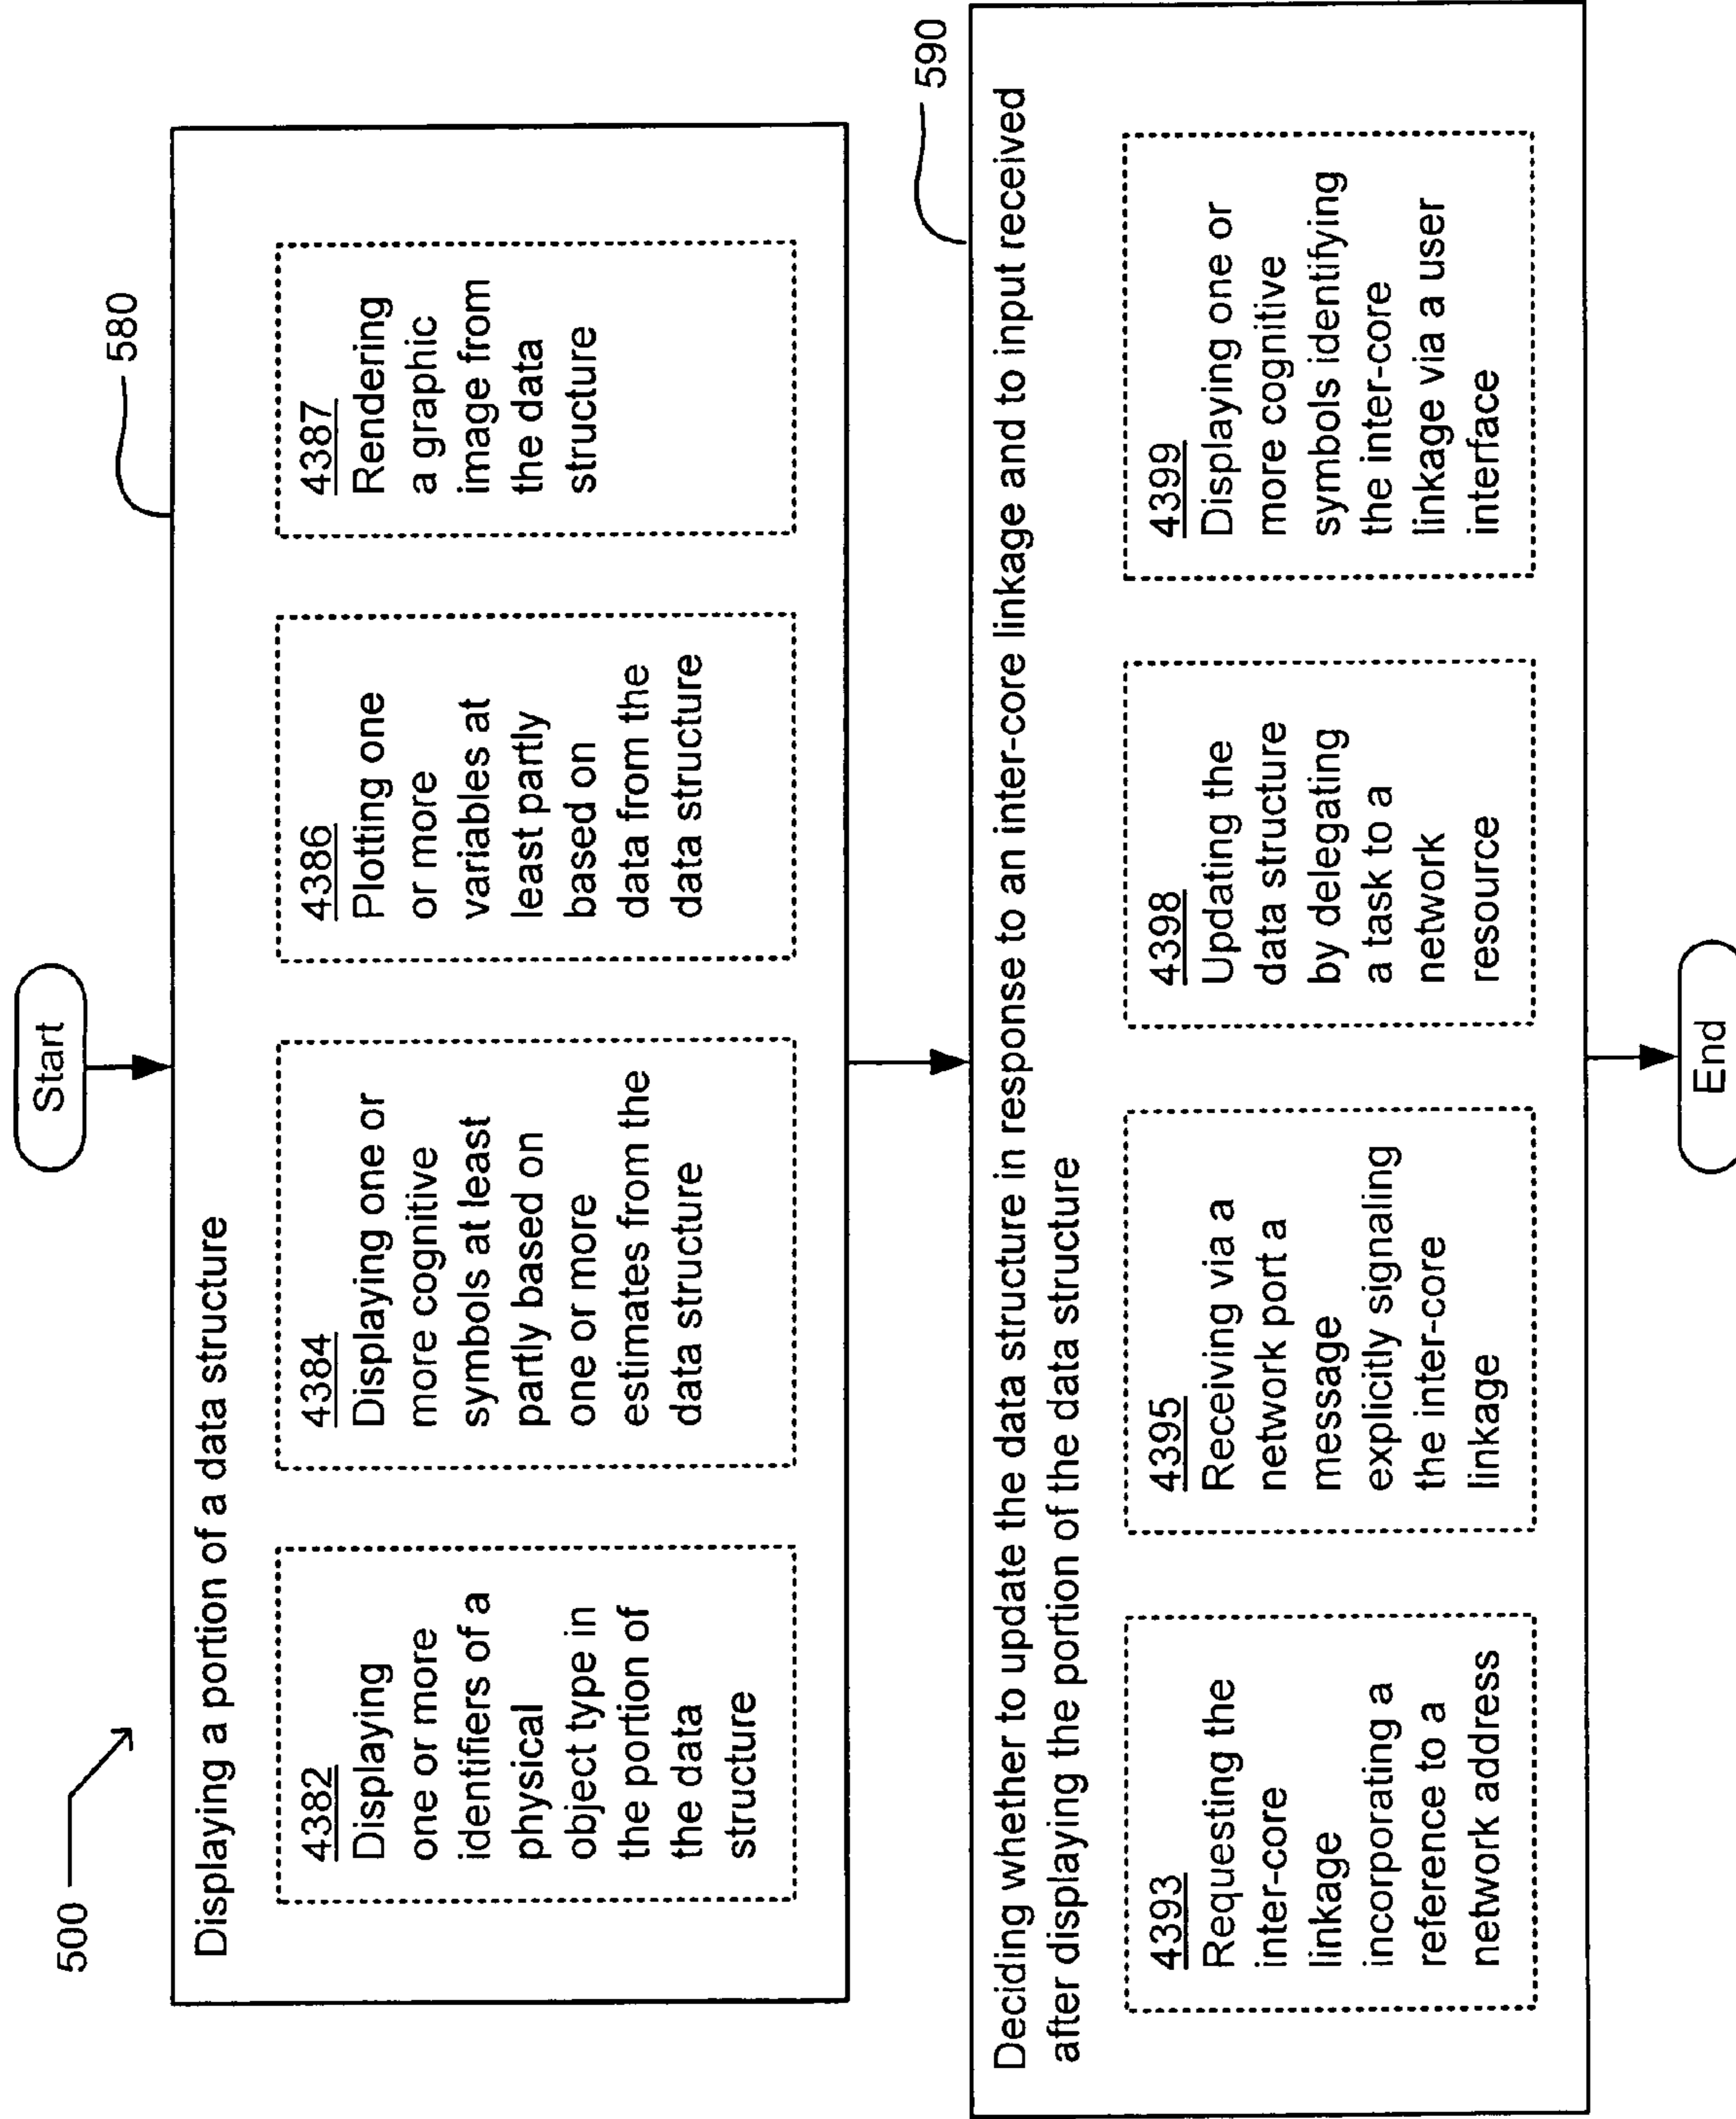 500
Start
580
Displaying a portion of a data structure
4382
Displaying
one or more
identifiers of a
physical
object type in
the portion of
the data
structure
4384
Displaying one or
more cognitive
symbols at least
partly based on
one or more
estimates from the
data structure
4386
Plotting one
or more
variables at
least partly
based on
data from the
data structure
4387
Rendering
a graphic
image from
the data
structure
590
Deciding whether to update the data structure in response to an inter-core linkage and to input received
after displaying the portion of the data structure
4393
Requesting the
inter-core
linkage
incorporating a
reference to a
network address
4395
Receiving via a
network port a
message
explicitly signaling
the inter-core
linkage
4398
Updating the
data structure
by delegating
a task to a
network
resource
4399
Displaying one or
more cognitive
symbols identifying
the inter-core
linkage via a user
interface
End